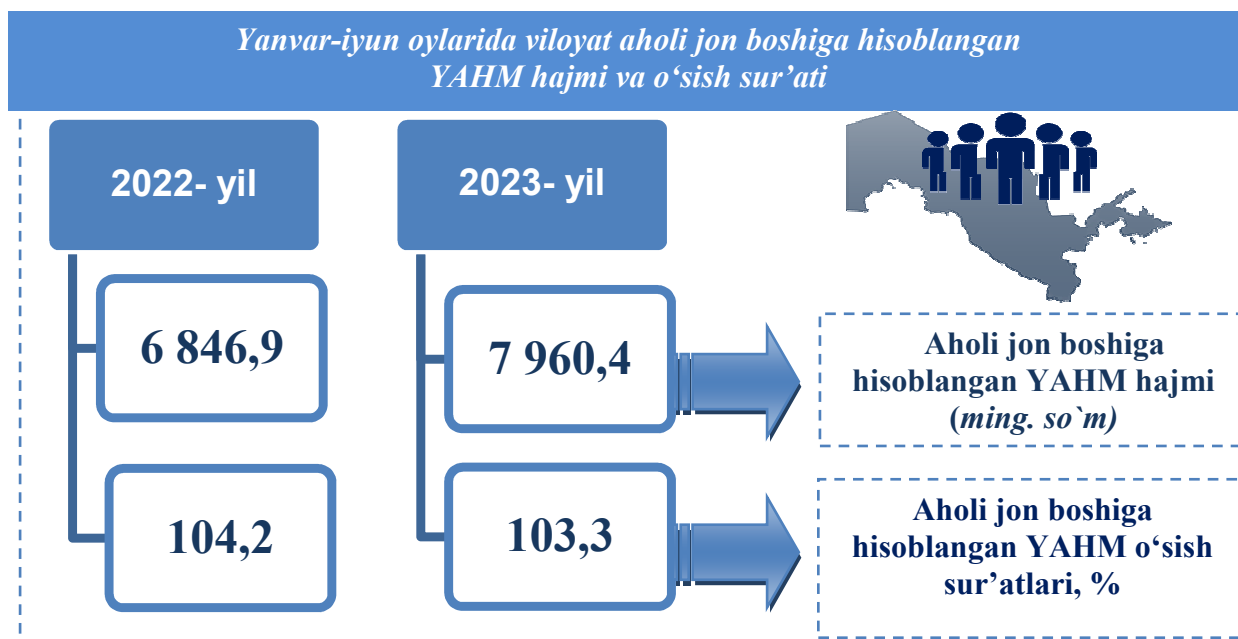 Yanvar-iyun oylarida viloyat aholi jon boshiga hisoblangan
YAHM hajmi va o‘sish sur’ati
2022- yil
2023- yil
6 846,9
7 960,4
Aholi jon boshiga
hisoblangan YAHM hajmi
(ming. so`m)
104,2
103,3
Aholi jon boshiga
hisoblangan YAHM o‘sish
sur’atlari, %